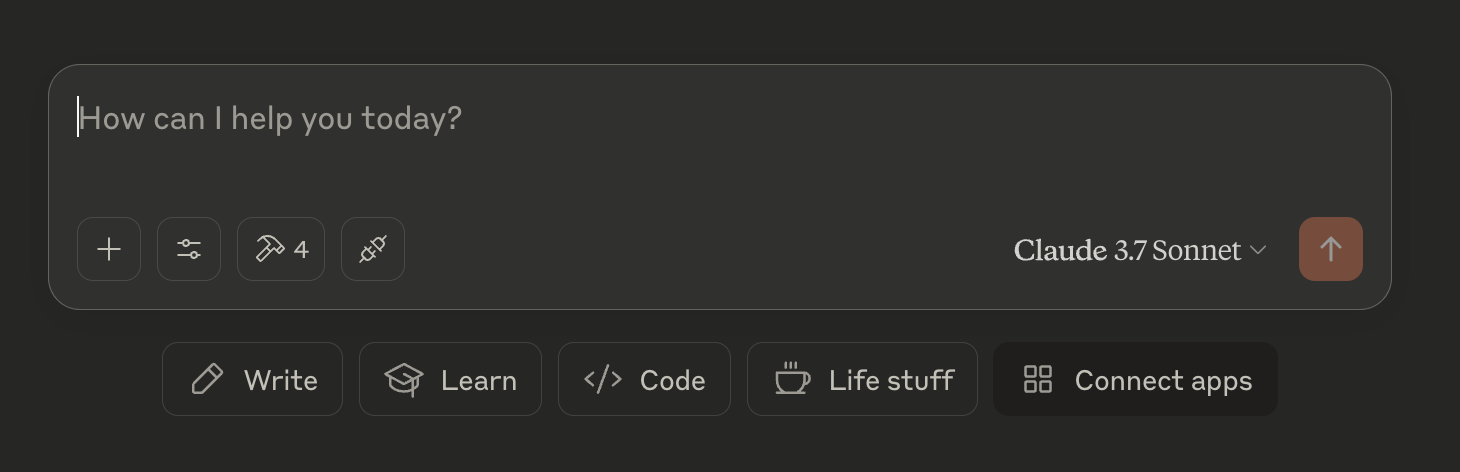 How can I help you today?
4
Claude 3.7 Sonnet
Write
Learn
Code
Life stuff
Connect apps